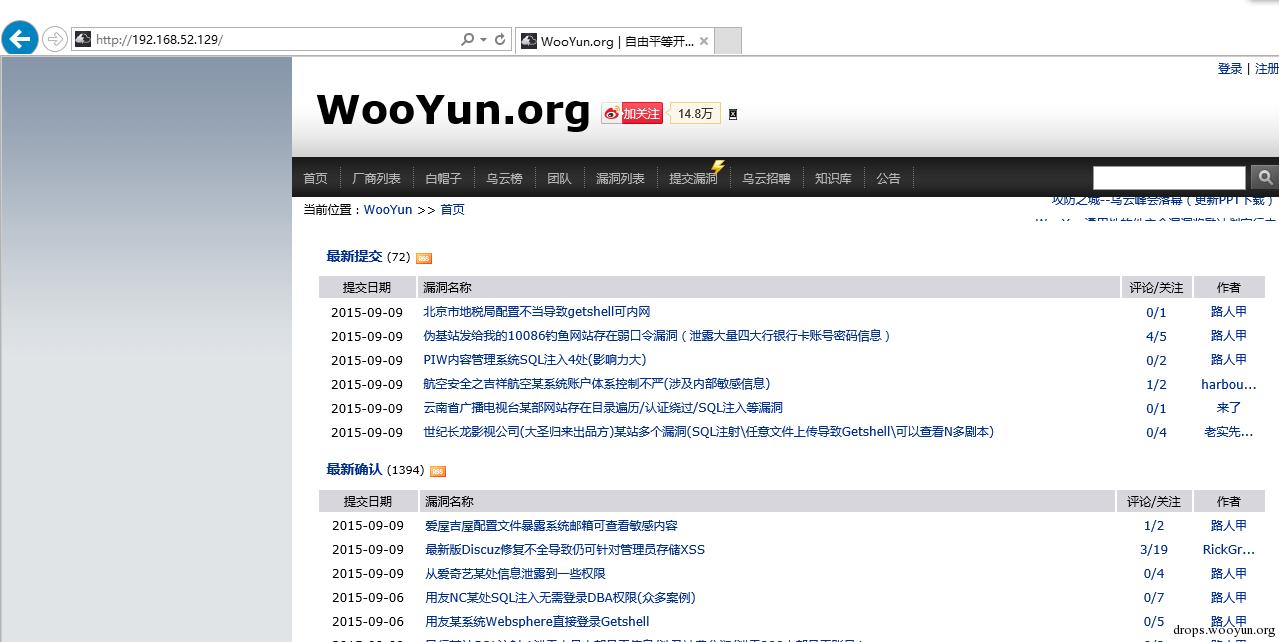 http://192.168.52.129/
WooYun.org | 自由平等开...
登录 | 注册
WooYun.org
加关注 14.8万
首页 厂商列表 白帽子 乌云榜 团队 漏洞列表 提交漏洞 乌云招聘 知识库 公告
当前位置：WooYun >> 首页
攻防之城--乌云峰会落幕（更新PPT下载）
最新提交 (72) RSS
提交日期 漏洞名称 评论/关注 作者
2015-09-09 北京市地税局配置不当导致getshell可内网 0/1 路人甲
2015-09-09 伪基站发给我的10086钓鱼网站存在弱口令漏洞（泄露大量四大行银行卡账号密码信息） 4/5 路人甲
2015-09-09 PIW内容管理系统SQL注入4处(影响力大) 0/2 路人甲
2015-09-09 航空安全之吉祥航空某系统账户体系控制不严(涉及内部敏感信息) 1/2 harbou...
2015-09-09 云南省广播电视台某部网站存在目录遍历/认证绕过/SQL注入等漏洞 0/1 来了
2015-09-09 世纪长龙影视公司(大圣归来出品方)某站多个漏洞(SQL注射\任意文件上传导致Getshell\可以查看N多剧本) 0/4 老实先...
最新确认 (1394) RSS
提交日期 漏洞名称 评论/关注 作者
2015-09-09 爱屋吉屋配置文件暴露系统邮箱可查看敏感内容 1/2 路人甲
2015-09-09 最新版Discuz修复不全导致仍可针对管理员存储XSS 3/19 RickGr...
2015-09-09 从爱奇艺某处信息泄露到一些权限 0/4 路人甲
2015-09-06 用友NC某处SQL注入无需登录DBA权限(众多案例) 0/7 路人甲
2015-09-06 用友某系统Websphere直接登录Getshell 0/5 路人甲
drops.wooyun.org